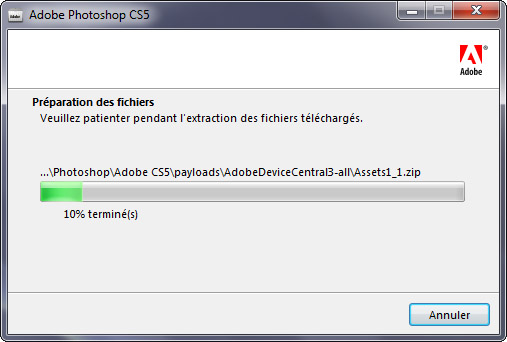 Adobe Photoshop CS5
Adobe
Préparation des fichiers
Veuillez patienter pendant l'extraction des fichiers téléchargés.
...\Photoshop\Adobe CS5\payloads\AdobeDeviceCentral3-all\Assets1_1.zip
10% terminé(s)
Annuler